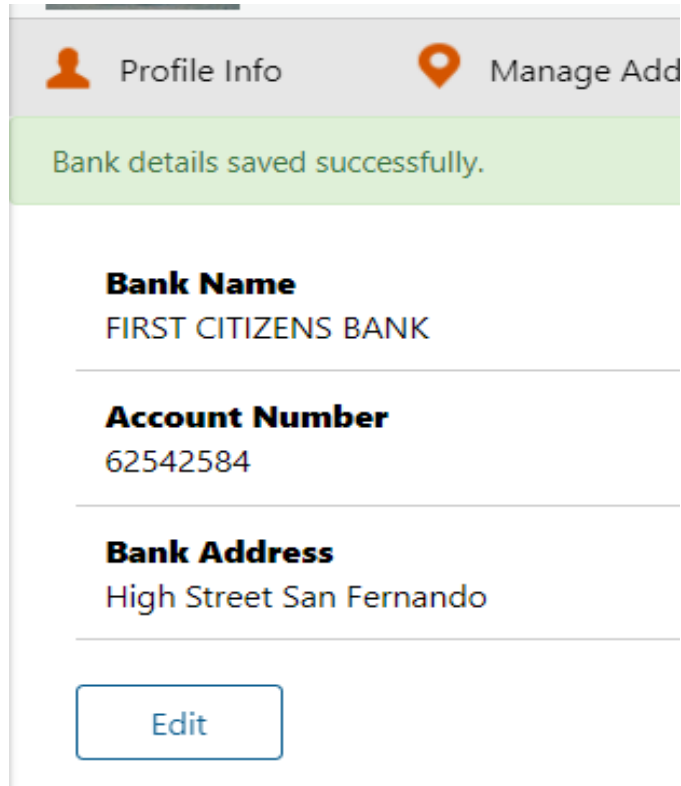 Profile Info
Manage Add
Bank details saved successfully.
Bank Name
FIRST CITIZENS BANK
Account Number
62542584
Bank Address
High Street San Fernando
Edit